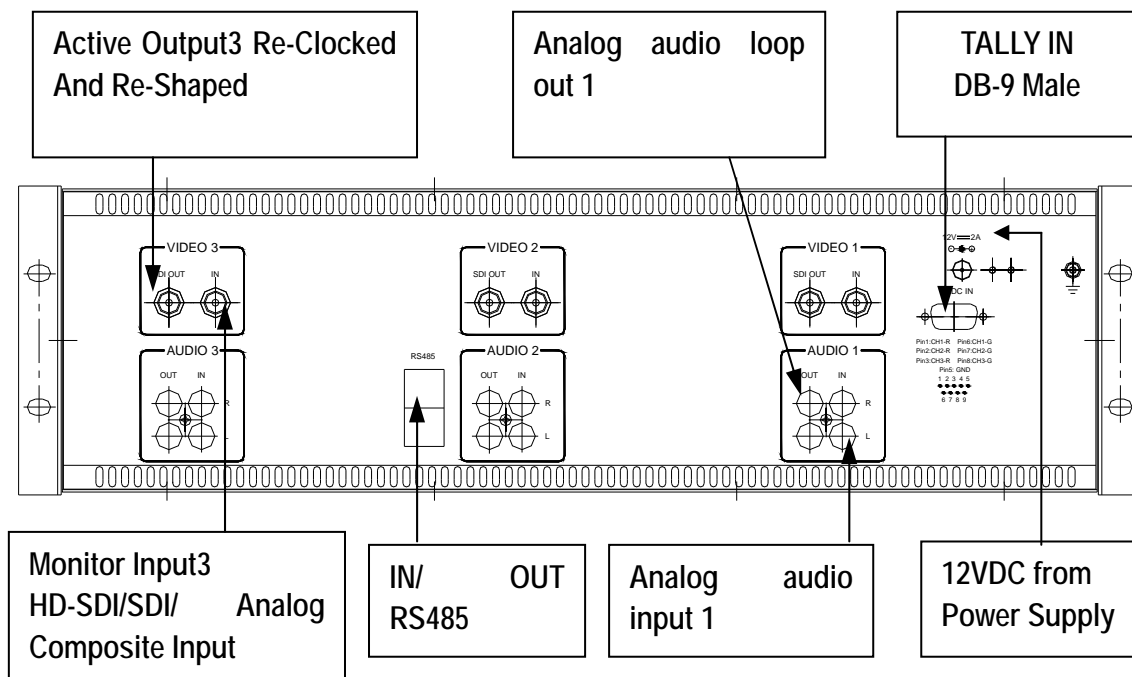 Active Output3 Re-Clocked
And Re-Shaped
Analog audio loop
out 1
TALLY IN
DB-9 Male
VIDEO 3
SDI OUT IN
VIDEO 2
SDI OUT IN
VIDEO 1
SDI OUT IN
12V 2A
DC IN
Pin1:CH1-R Pin6:CH1-G
Pin2:CH2-R Pin7:CH2-G
Pin3:CH3-R Pin8:CH3-G
Pin5: GND
1 2 3 4 5
6 7 8 9
AUDIO 3
OUT IN
R
L
RS485
AUDIO 2
OUT IN
R
L
AUDIO 1
OUT IN
R
L
Monitor Input3
HD-SDI/SDI/ Analog
Composite Input
IN/ OUT
RS485
Analog audio
input 1
12VDC from
Power Supply